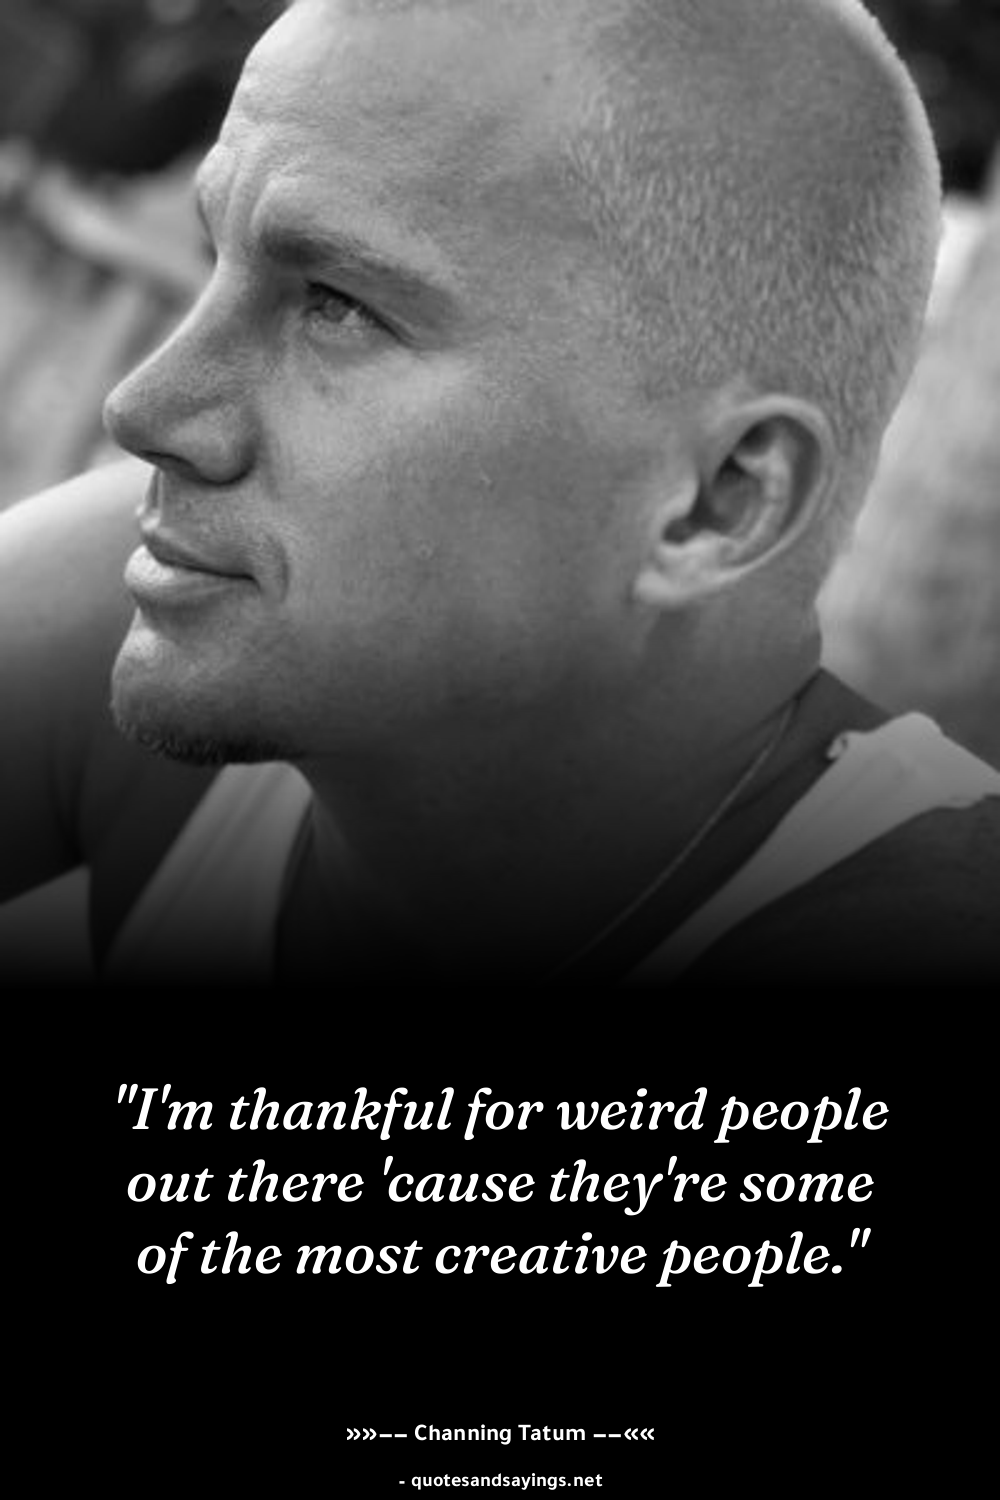 "I'm thankful for weird people
out there 'cause they're some
of the most creative people."
»»–– Channing Tatum ––««
- quotesandsayings.net